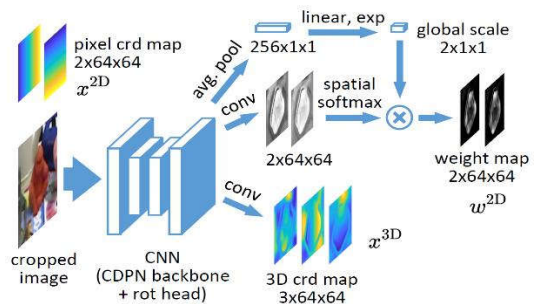 pixel crd map
2x64x64
x^2D
cropped
image
CNN
(CDPN backbone
+ rot head)
avg. pool
256x1x1
linear, exp
global scale
2x1x1
conv
2x64x64
spatial
softmax
weight map
2x64x64
w^2D
conv
x^3D
3D crd map
3x64x64